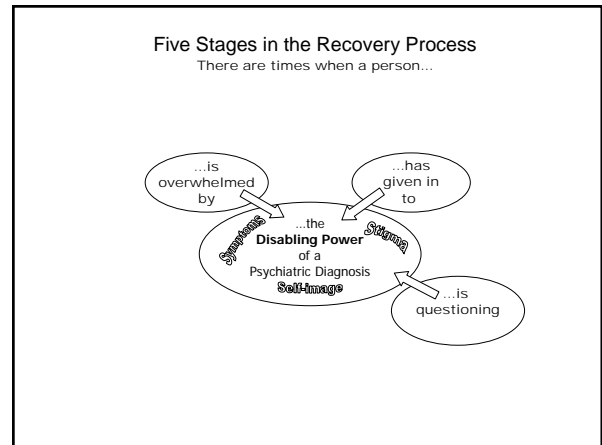 Five Stages in the Recovery Process
There are times when a person...
...is
overwhelmed
by
...has
given in
to
...the
Disabling Power
of a
Psychiatric Diagnosis
Symptoms
Stigma
Self-image
...is
questioning